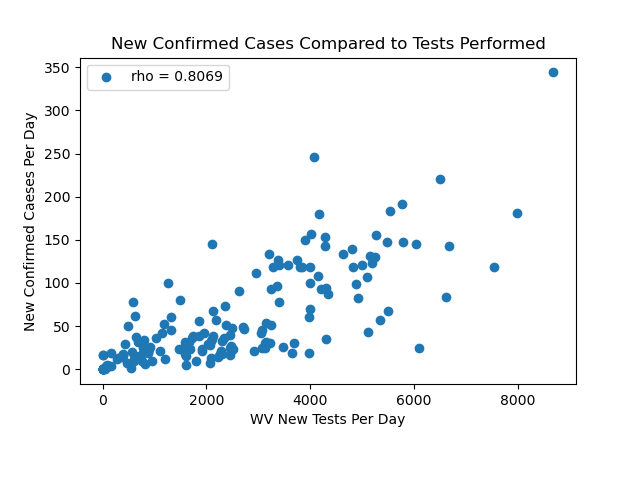 New Confirmed Cases Compared to Tests Performed
rho = 0.8069
New Confirmed Caeses Per Day
350
300
250
200
150
100
50
0
0 2000 4000 6000 8000
WV New Tests Per Day